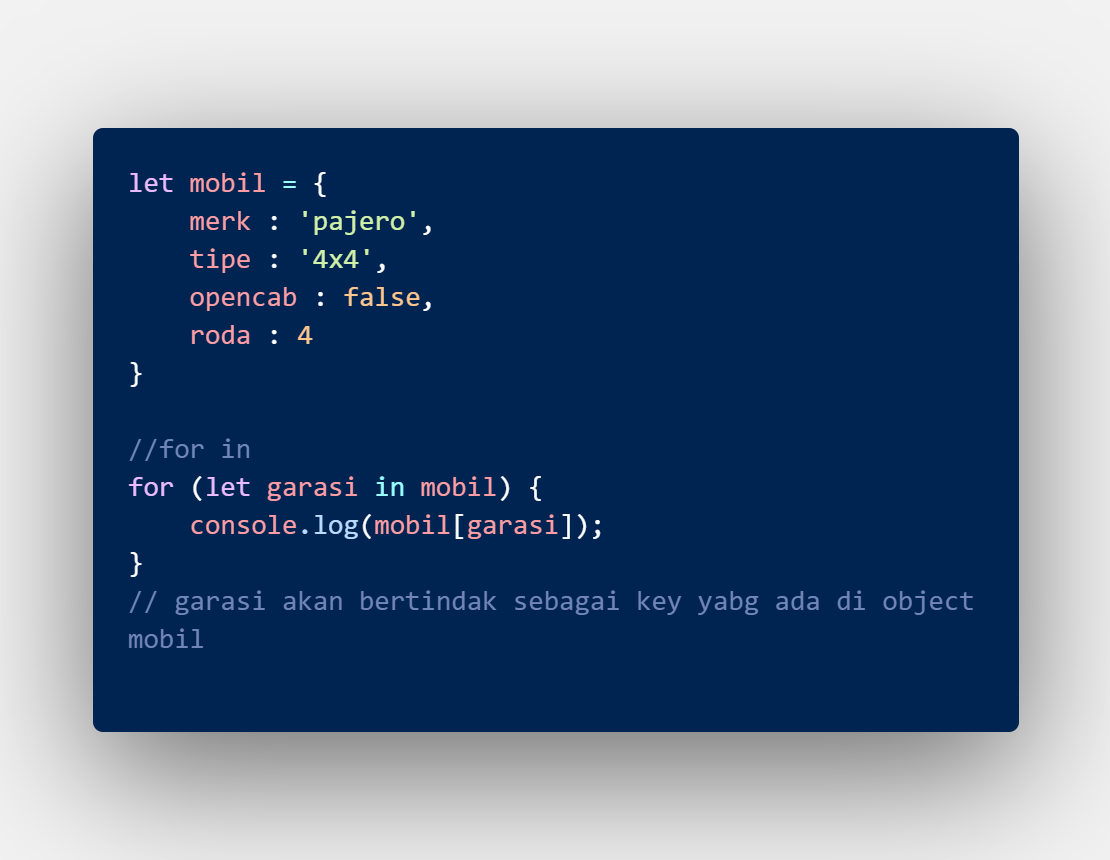 let mobil = {
    merk : 'pajero',
    tipe : '4x4',
    opencab : false,
    roda : 4
}

//for in
for (let garasi in mobil) {
    console.log(mobil[garasi]);
}
// garasi akan bertindak sebagai key yabg ada di object
mobil